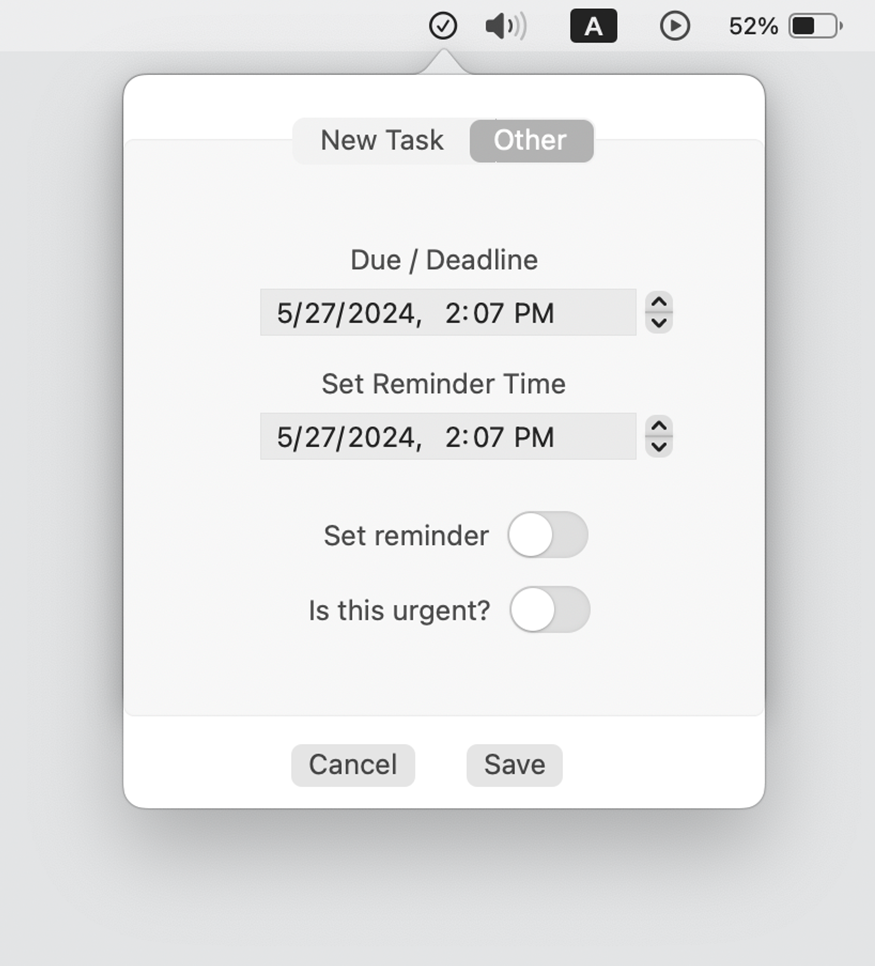 A
52%
New Task Other
Due / Deadline
5/27/2024, 2:07 PM
Set Reminder Time
5/27/2024, 2:07 PM
Set reminder
Is this urgent?
Cancel Save